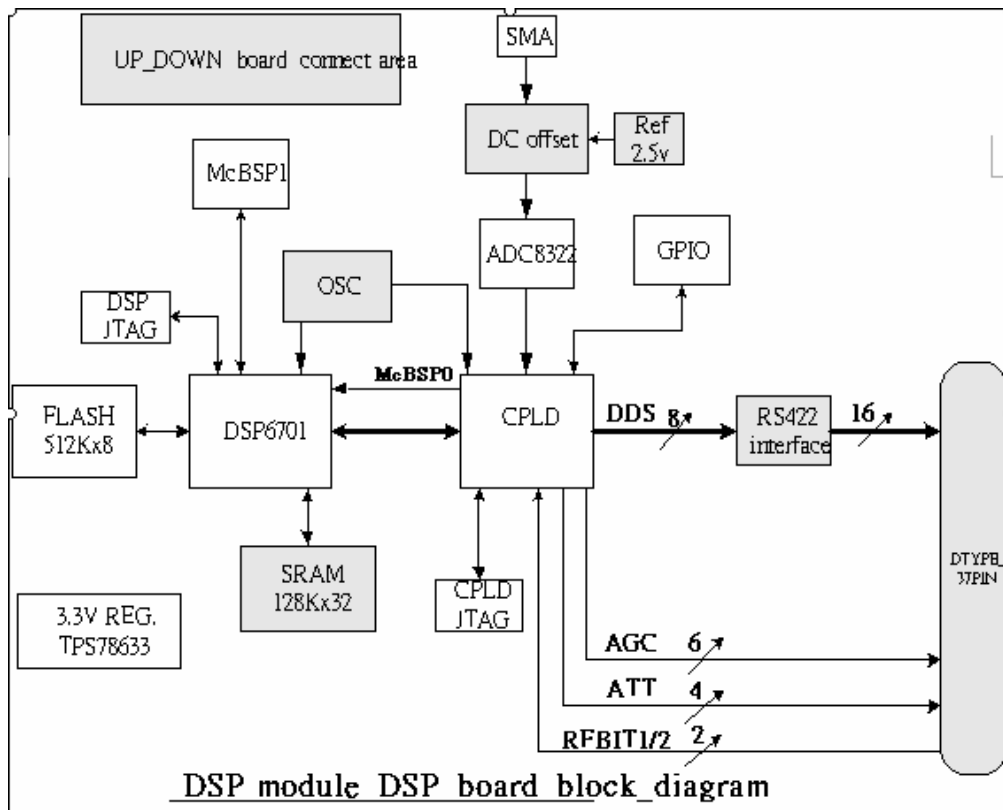 SMA
UP_DOWN board connect area
DC offset
Ref
2.5v
McBSP1
ADC8322
GPIO
OSC
DSP
JTAG
McBSP0
FLASH
512Kx8
DSP6701
CPLD
DDS
8
RS422
interface
16
SRAM
128Kx32
CPLD
JTAG
DTYPE_
37PIN
3.3V REG.
TPS78633
AGC 6
ATT 4
RFBIT1/2 2
DSP module DSP board block_diagram